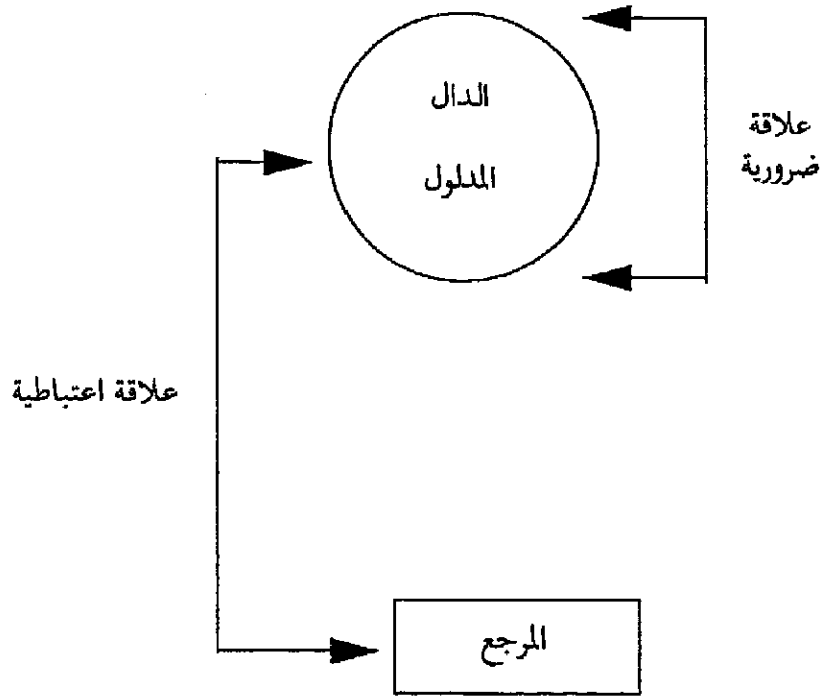 الدال
المدلول
علاقة
ضرورية
علاقة اعتباطية
المرجع